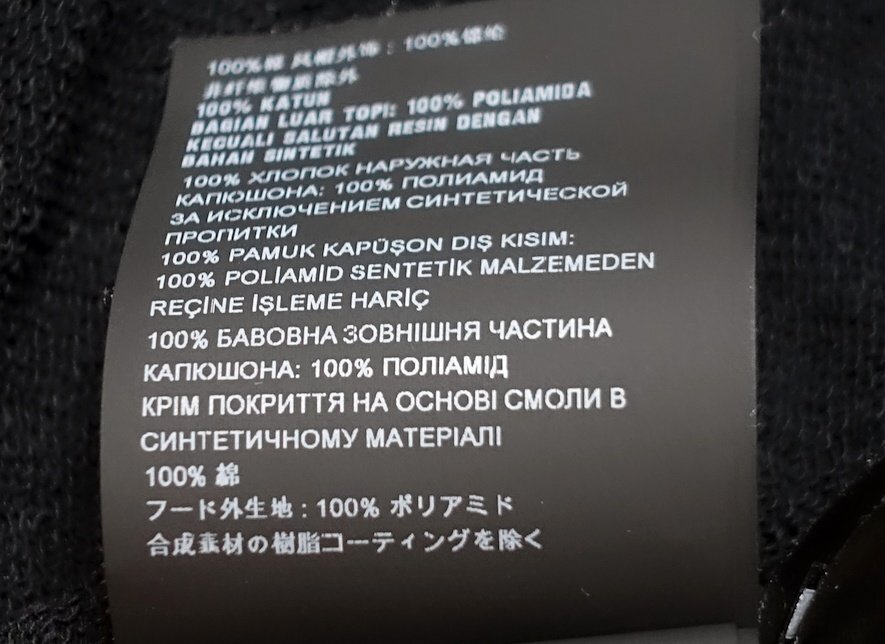 100%棉 风帽外饰：100%锦纶
非纤维物质除外
100% KATUN
BAGIAN LUAR TOPI: 100% POLIAMIDA
KECUALI BALUTAN RESIN DENGAN
BAHAN SINTETIK
100% ХЛОПОК НАРУЖНАЯ ЧАСТЬ
КАПЮШОНА: 100% ПОЛИАМИД
ЗА ИСКЛЮЧЕНИЕМ СИНТЕТИЧЕСКОЙ
ПРОПИТКИ
100% PAMUK KAPÜŞON DIŞ KISIM:
100% POLİAMİD SENTETİK MALZEMEDEN
REÇİNE İŞLEME HARİÇ
100% БАВОВНА ЗОВНІШНЯ ЧАСТИНА
КАПЮШОНА: 100% ПОЛІАМІД
КРІМ ПОКРИТТЯ НА ОСНОВІ СМОЛИ В
СИНТЕТИЧНОМУ МАТЕРІАЛІ
100% 綿
フード外生地 : 100% ポリアミド
合成素材の樹脂コーティングを除く